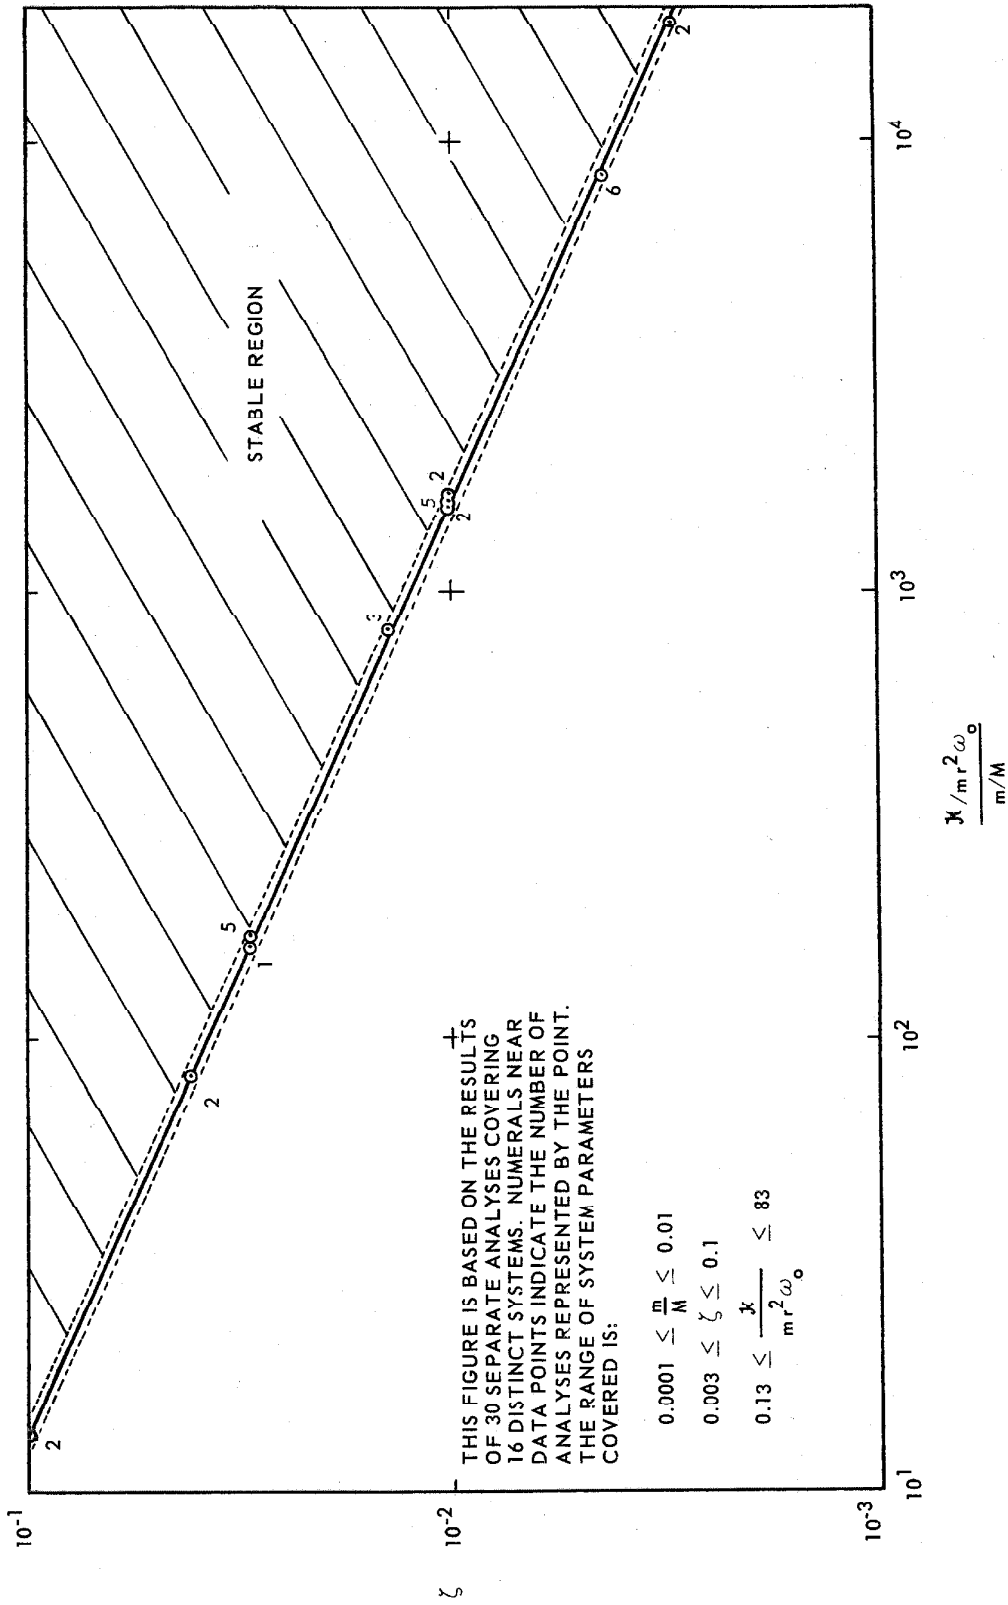 10⁻¹
ζ
10⁻²
10⁻³
STABLE REGION
2
2
1
5
3
2
5
2
6
2
THIS FIGURE IS BASED ON THE RESULTS
OF 30 SEPARATE ANALYSES COVERING
16 DISTINCT SYSTEMS. NUMERALS NEAR
DATA POINTS INDICATE THE NUMBER OF
ANALYSES REPRESENTED BY THE POINT.
THE RANGE OF SYSTEM PARAMETERS
COVERED IS:
0.0001 ≤ m/M ≤ 0.01
0.003 ≤ ζ ≤ 0.1
0.13 ≤ 𝒦/mr²ω₀ ≤ 83
10¹
10²
10³
10⁴
𝒦/mr²ω₀
m/M